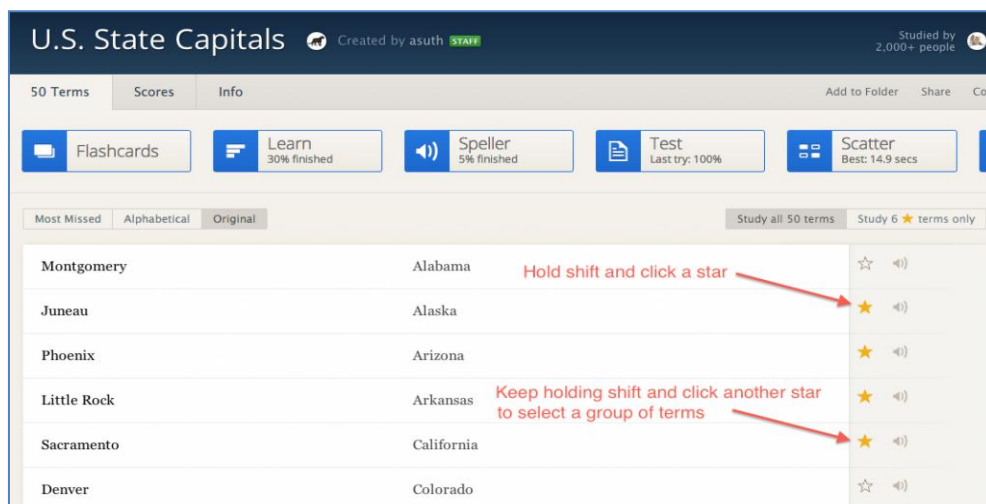 U.S. State Capitals Created by asuth STAFF
Studied by
2,000+ people
50 Terms Scores Info Add to Folder Share
Flashcards
Learn
30% finished
Speller
5% finished
Test
Last try: 100%
Scatter
Best: 14.9 secs
Most Missed Alphabetical Original Study all 50 terms Study 6 ★ terms only
Montgomery Alabama
Hold shift and click a star
Juneau Alaska
Phoenix Arizona
Little Rock Arkansas
Keep holding shift and click another star
to select a group of terms
Sacramento California
Denver Colorado